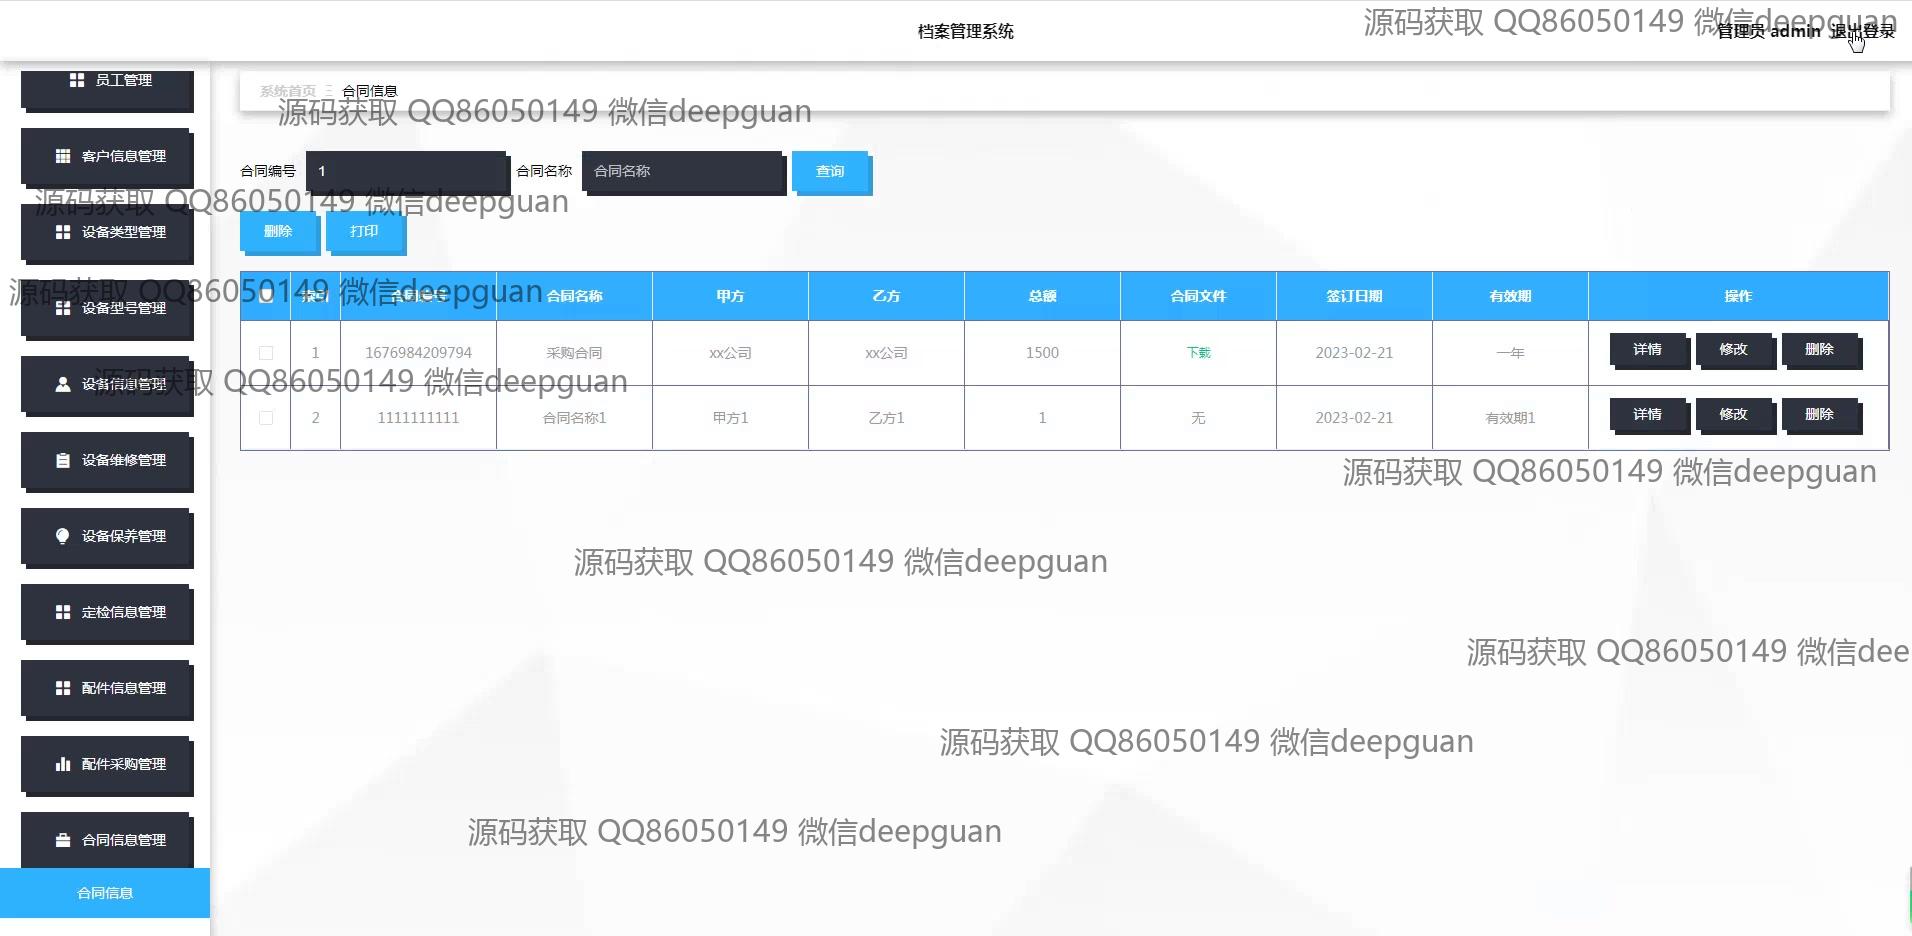 档案管理系统
源码获取 QQ86050149 微信deepguan
管理员 admin 退出登录
员工管理
系统首页 合同信息
源码获取 QQ86050149 微信deepguan
客户信息管理
合同编号 1 合同名称 合同名称 查询
源码获取 QQ86050149 微信deepguan
设备类型管理
删除 打印
源码获取 QQ86050149 微信deepguan
索引 合同编号 合同名称 甲方 乙方 总额 合同文件 签订日期 有效期 操作
设备型号管理
1 1676984209794 采购合同 xx公司 xx公司 1500 下载 2023-02-21 一年 详情 修改 删除
设备信息管理
源码获取 QQ86050149 微信deepguan
2 1111111111 合同名称1 甲方1 乙方1 1 无 2023-02-21 有效期1 详情 修改 删除
设备维修管理
源码获取 QQ86050149 微信deepguan
设备保养管理
源码获取 QQ86050149 微信deepguan
定检信息管理
源码获取 QQ86050149 微信dee
配件信息管理
源码获取 QQ86050149 微信deepguan
配件采购管理
源码获取 QQ86050149 微信deepguan
合同信息管理
合同信息